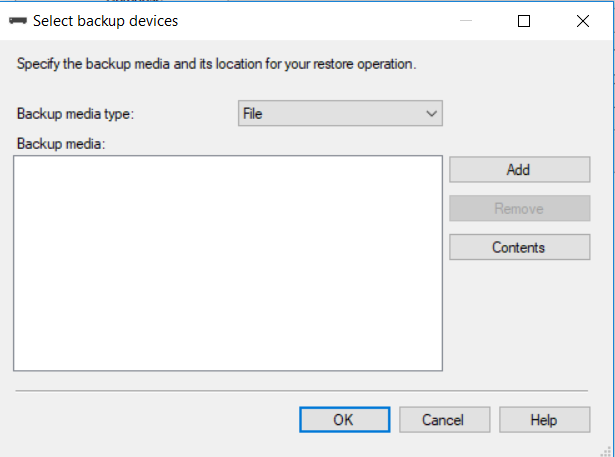 Select backup devices
Specify the backup media and its location for your restore operation.
Backup media type:
File
Backup media:
Add
Remove
Contents
OK
Cancel
Help